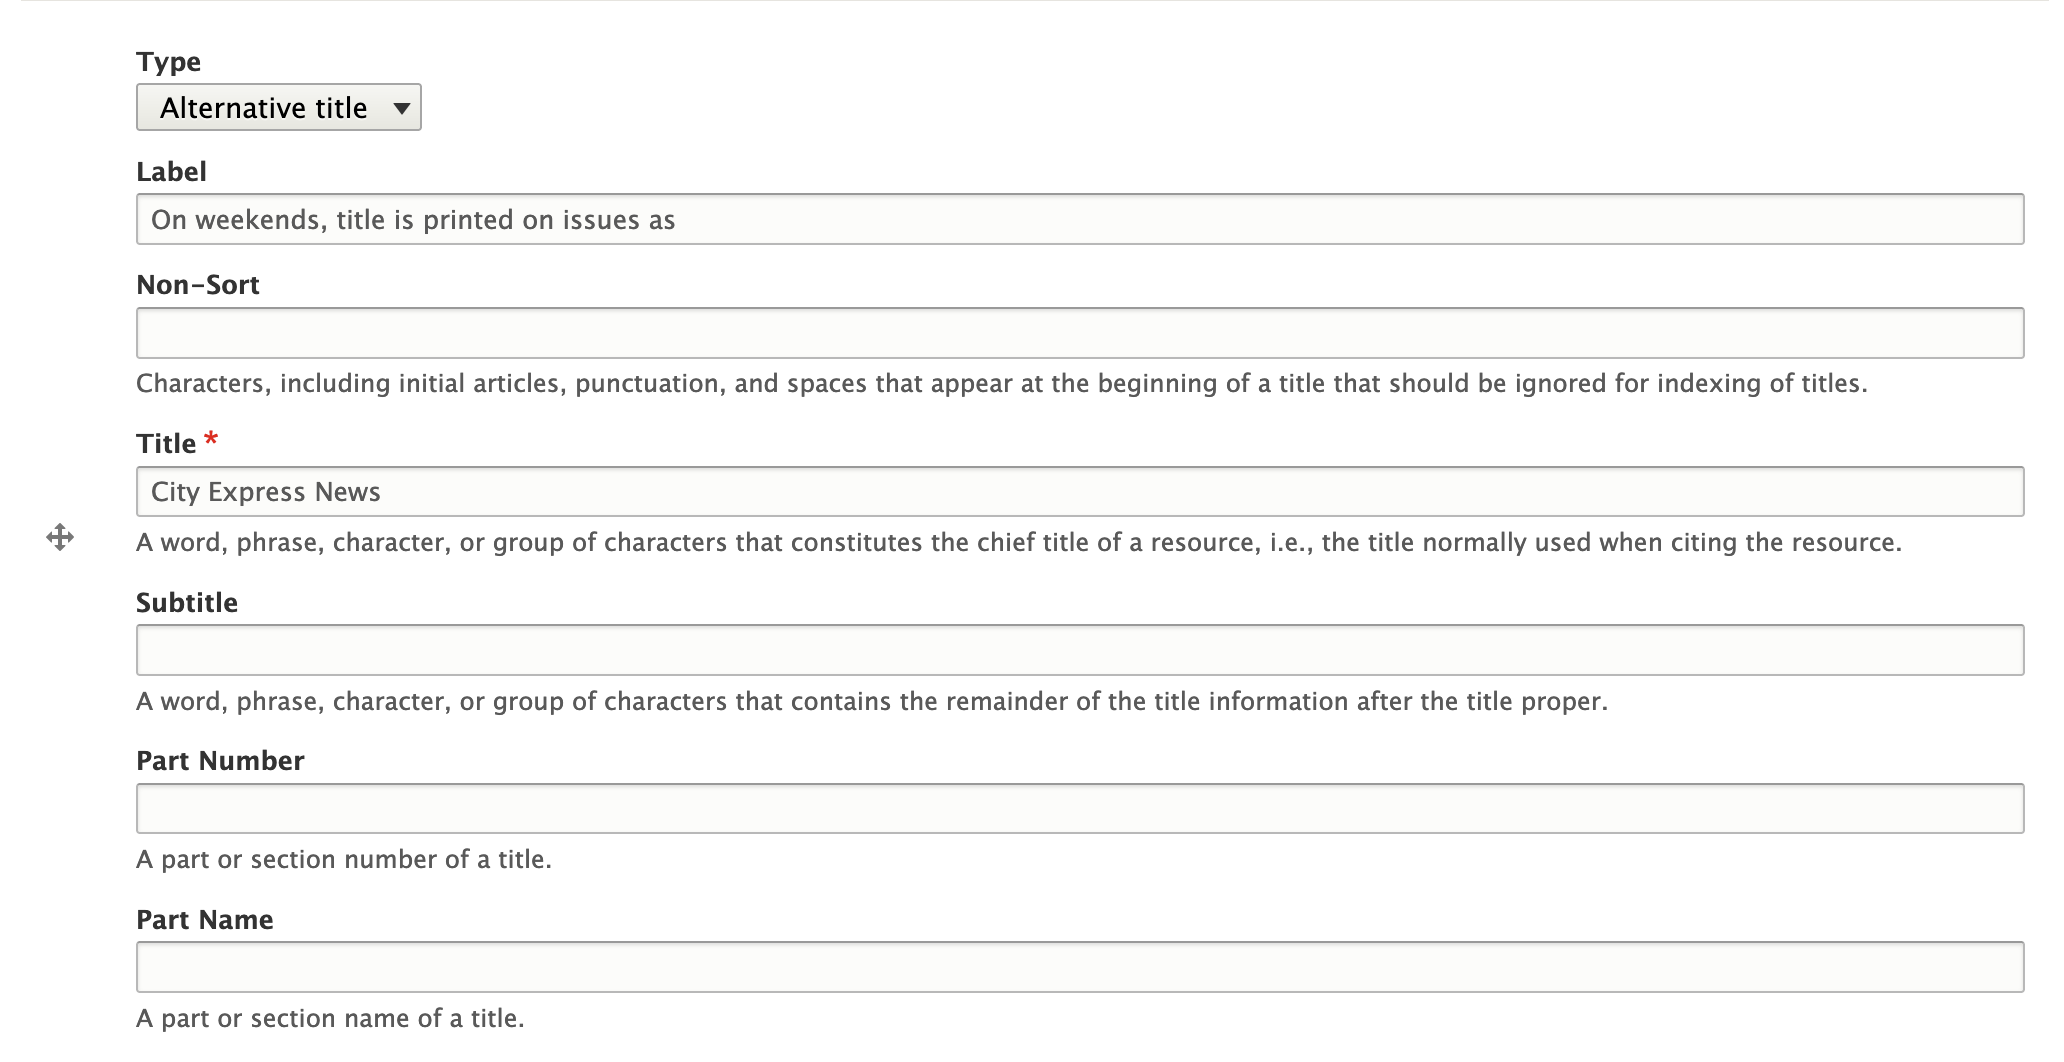 Type
Alternative title
Label
On weekends, title is printed on issues as
Non-Sort
Characters, including initial articles, punctuation, and spaces that appear at the beginning of a title that should be ignored for indexing of titles.
Title *
City Express News
A word, phrase, character, or group of characters that constitutes the chief title of a resource, i.e., the title normally used when citing the resource.
Subtitle
A word, phrase, character, or group of characters that contains the remainder of the title information after the title proper.
Part Number
A part or section number of a title.
Part Name
A part or section name of a title.